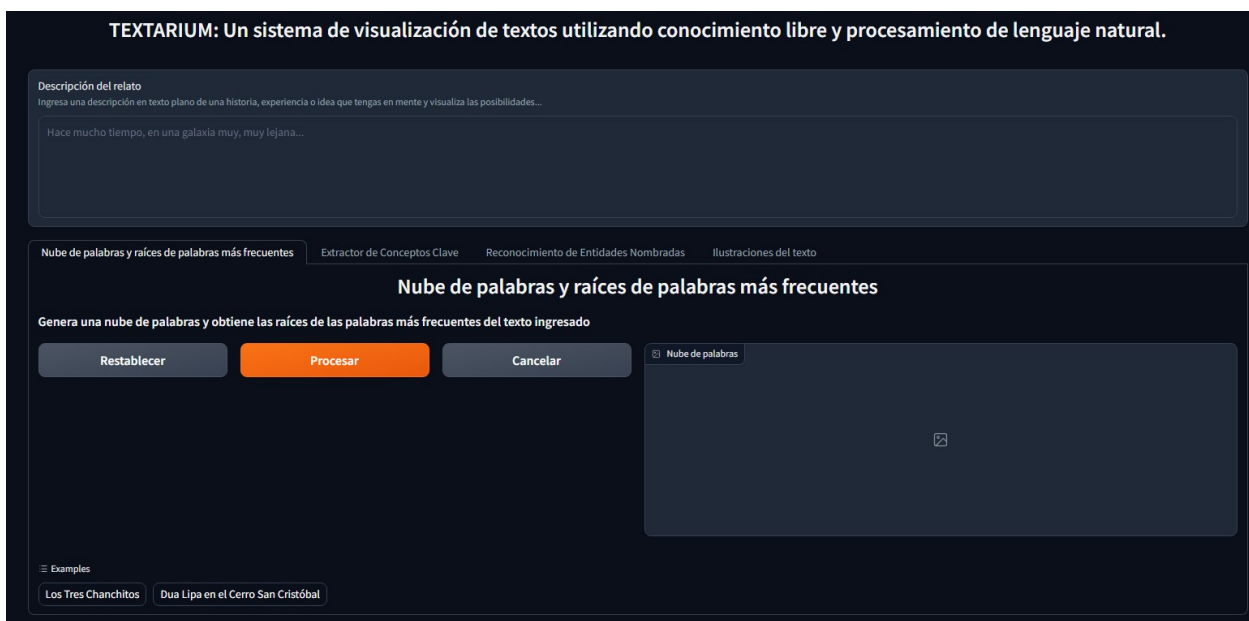 TEXTARIUM: Un sistema de visualización de textos utilizando conocimiento libre y procesamiento de lenguaje natural.
Descripción del relato
Ingresa una descripción en texto plano de una historia, experiencia o idea que tengas en mente y visualiza las posibilidades...
Hace mucho tiempo, en una galaxia muy, muy lejana...
Nube de palabras y raíces de palabras más frecuentes Extractor de Conceptos Clave Reconocimiento de Entidades Nombradas Ilustraciones del texto
Nube de palabras y raíces de palabras más frecuentes
Genera una nube de palabras y obtiene las raíces de las palabras más frecuentes del texto ingresado
Restablecer Procesar Cancelar Nube de palabras
Examples
Los Tres Chanchitos Dua Lipa en el Cerro San Cristóbal